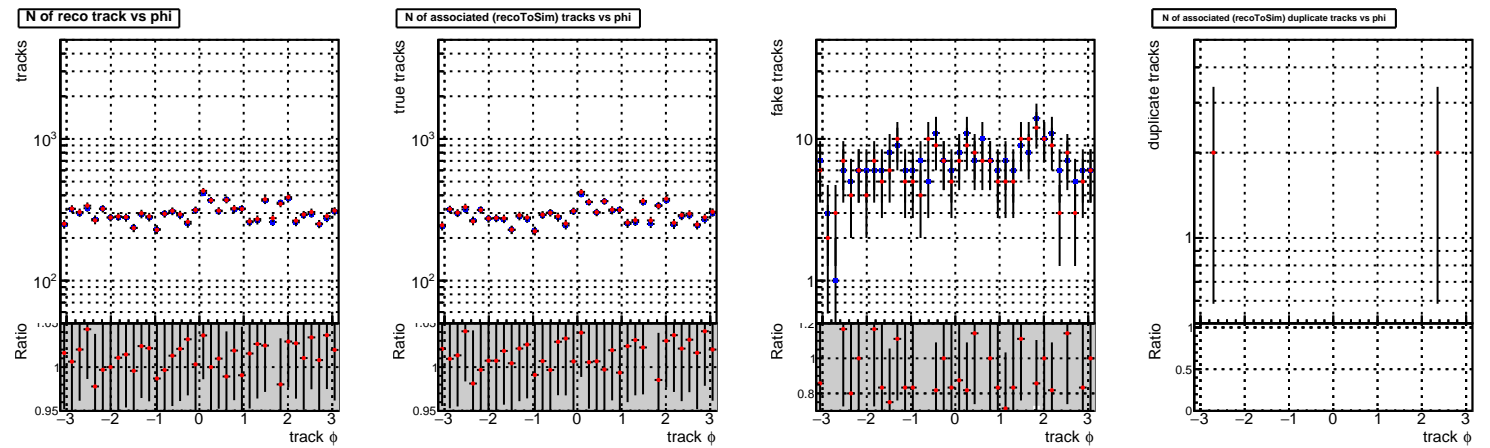 N of reco track vs phi
tracks
10³
10²
Ratio
1.05
1
0.95
−3 −2 −1 0 1 2 3
track ϕ
N of associated (recoToSim) tracks vs phi
true tracks
10³
10²
Ratio
1.05
1
0.95
−3 −2 −1 0 1 2 3
track ϕ
fake tracks
10
1
Ratio
1.2
1
0.8
−3 −2 −1 0 1 2 3
track ϕ
N of associated (recoToSim) duplicate tracks vs phi
duplicate tracks
1
Ratio
1
0.5
0
−3 −2 −1 0 1 2 3
track ϕ